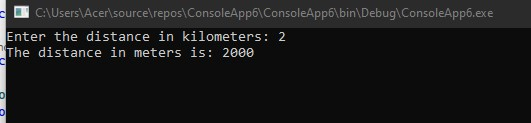 C:\Users\Acer\source\repos\ConsoleApp6\ConsoleApp6\bin\Debug\ConsoleApp6.exe
Enter the distance in kilometers: 2
The distance in meters is: 2000